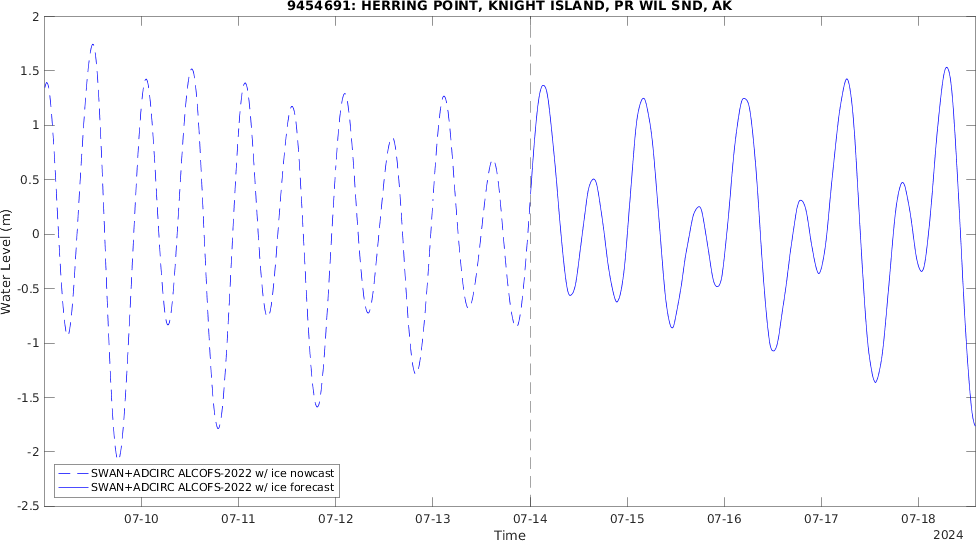 9454691: HERRING POINT, KNIGHT ISLAND, PR WIL SND, AK
2
1.5
1
0.5
0
-0.5
-1
-1.5
-2
-2.5
Water Level (m)
SWAN+ADCIRC ALCOFS-2022 w/ ice nowcast
SWAN+ADCIRC ALCOFS-2022 w/ ice forecast
07-10 07-11 07-12 07-13 07-14 07-15 07-16 07-17 07-18
Time
2024